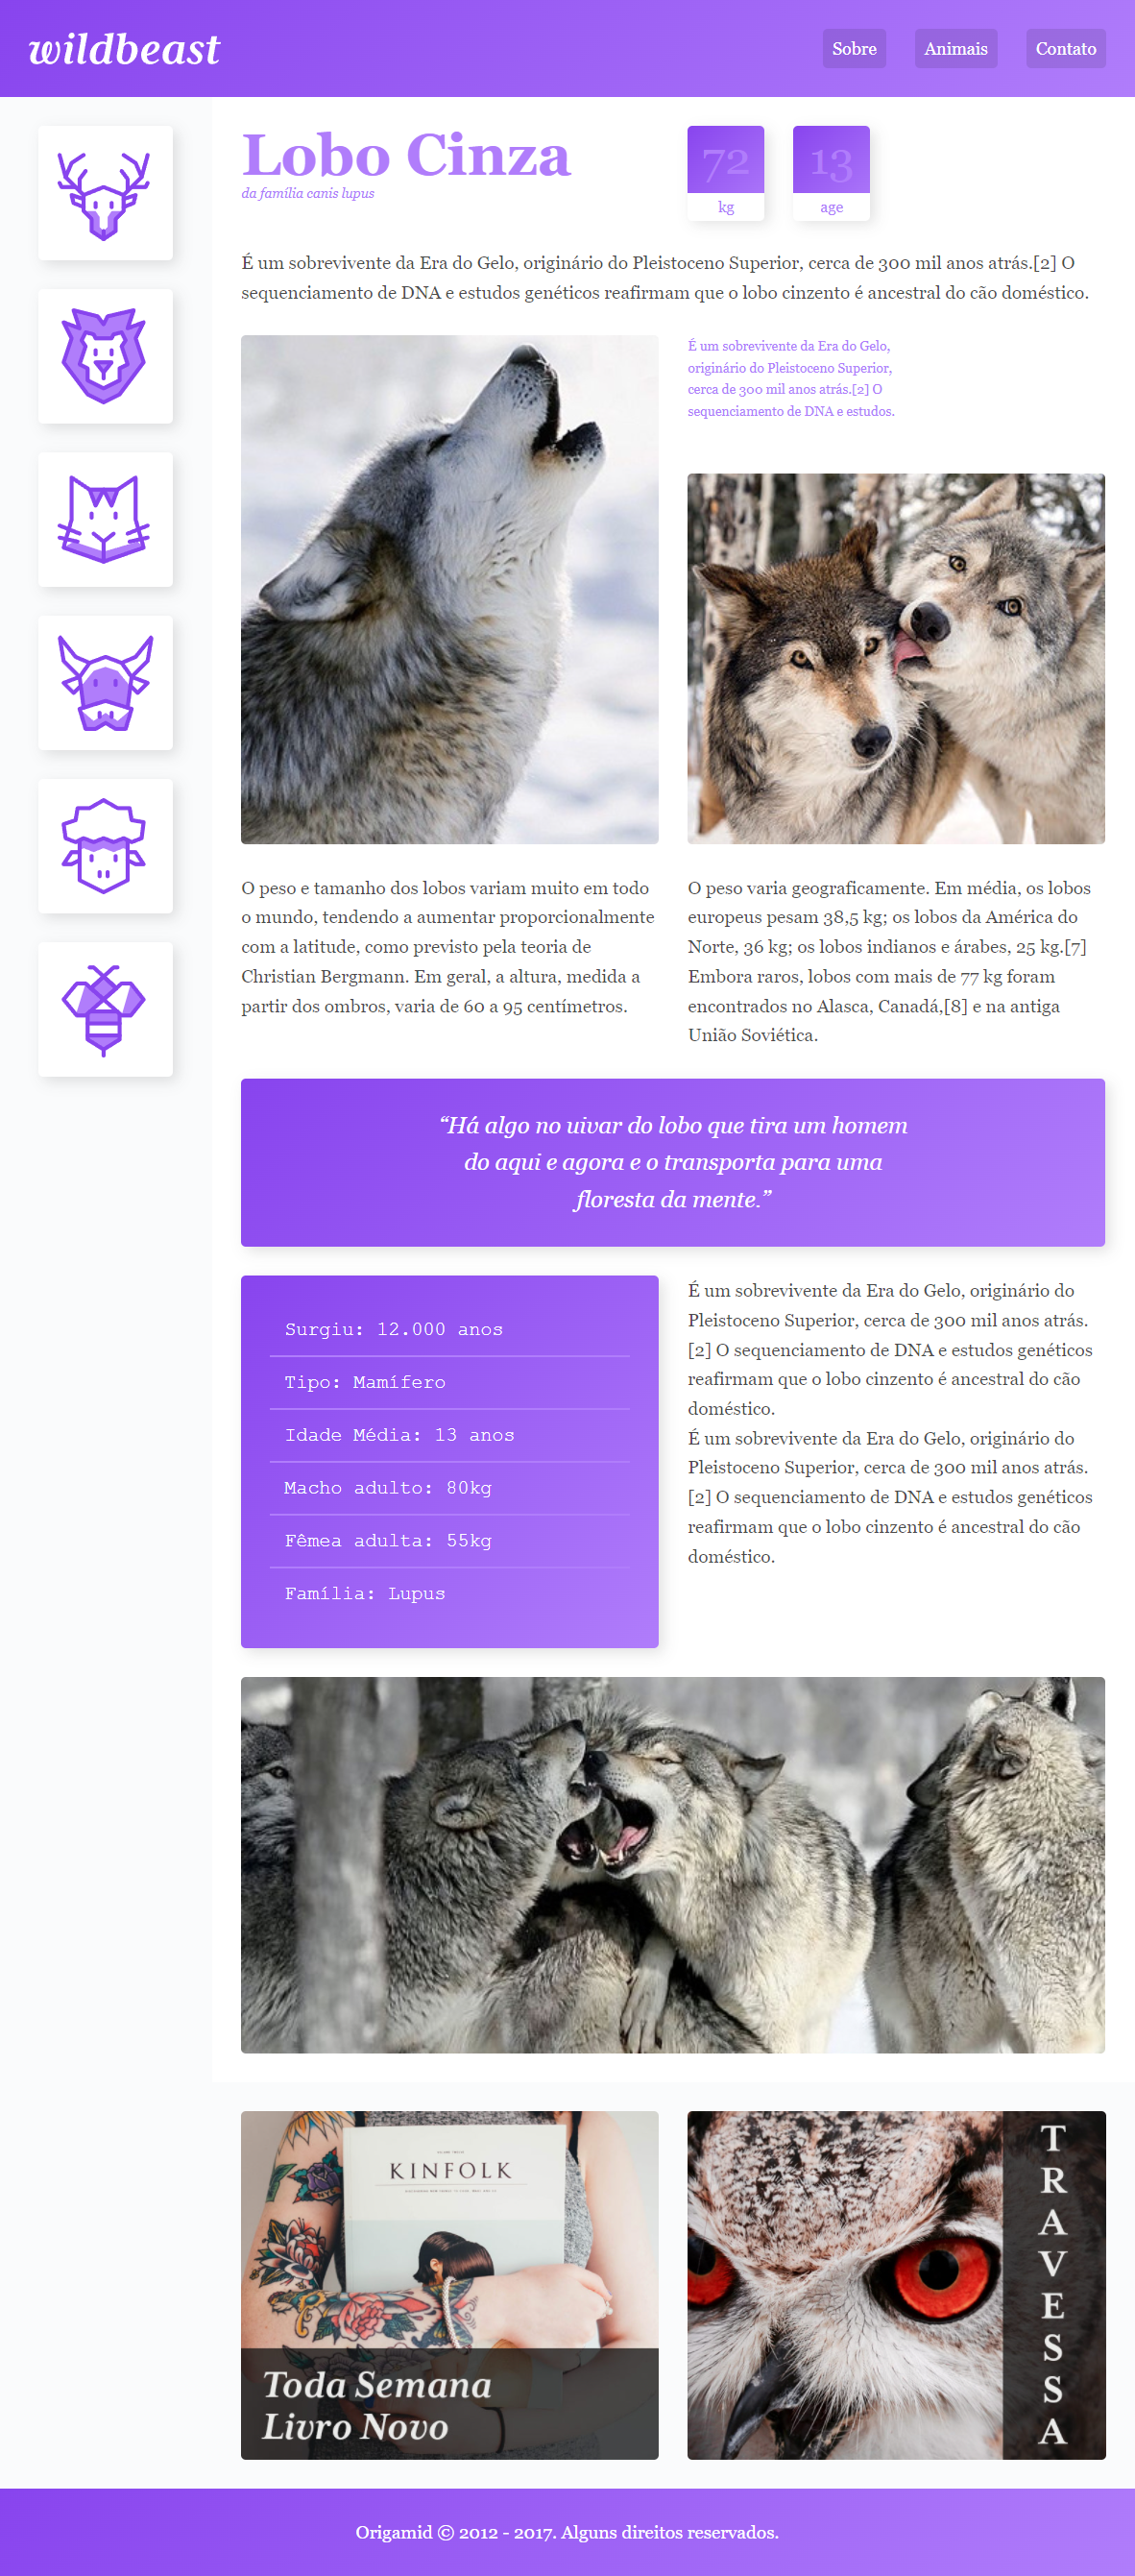 wildbeast
Sobre
Animais
Contato
Lobo Cinza
da família canis lupus
72
kg
13
age
É um sobrevivente da Era do Gelo, originário do Pleistoceno Superior, cerca de 300 mil anos atrás.[2] O
sequenciamento de DNA e estudos genéticos reafirmam que o lobo cinzento é ancestral do cão doméstico.
É um sobrevivente da Era do Gelo,
originário do Pleistoceno Superior,
cerca de 300 mil anos atrás.[2] O
sequenciamento de DNA e estudos.
O peso e tamanho dos lobos variam muito em todo
o mundo, tendendo a aumentar proporcionalmente
com a latitude, como previsto pela teoria de
Christian Bergmann. Em geral, a altura, medida a
partir dos ombros, varia de 60 a 95 centímetros.
O peso varia geograficamente. Em média, os lobos
europeus pesam 38,5 kg; os lobos da América do
Norte, 36 kg; os lobos indianos e árabes, 25 kg.[7]
Embora raros, lobos com mais de 77 kg foram
encontrados no Alasca, Canadá,[8] e na antiga
União Soviética.
“Há algo no uivar do lobo que tira um homem
do aqui e agora e o transporta para uma
floresta da mente.”
Surgiu: 12.000 anos
Tipo: Mamífero
Idade Média: 13 anos
Macho adulto: 80kg
Fêmea adulta: 55kg
Família: Lupus
É um sobrevivente da Era do Gelo, originário do
Pleistoceno Superior, cerca de 300 mil anos atrás.
[2] O sequenciamento de DNA e estudos genéticos
reafirmam que o lobo cinzento é ancestral do cão
doméstico.
É um sobrevivente da Era do Gelo, originário do
Pleistoceno Superior, cerca de 300 mil anos atrás.
[2] O sequenciamento de DNA e estudos genéticos
reafirmam que o lobo cinzento é ancestral do cão
doméstico.
KINFOLK
Toda Semana
Livro Novo
TRAVESSA
Origamid © 2012 - 2017. Alguns direitos reservados.